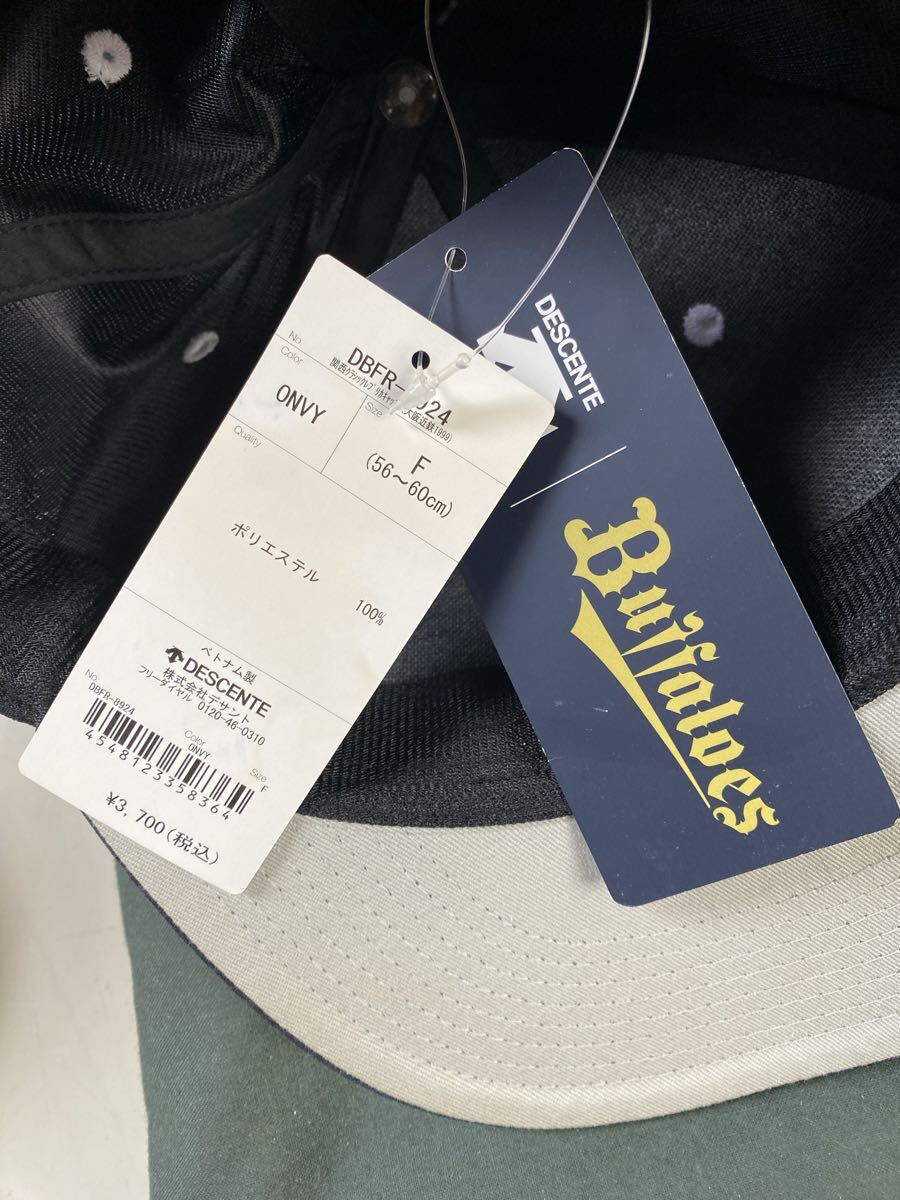 No.
DBFR-
924
関西クラシックレプリカキャップ
大阪近鉄1999)
Color
ONVY
Size
F
(56～60cm)
Quality
ポリエステル
100%
ベトナム製
DESCENTE
株式会社デサント
フリーダイヤル 0120-46-0310
No.
DBFR-8924
Color
ONVY
Size
F
4548123358364
¥3,700(税込)
DESCENTE
Buffaloes